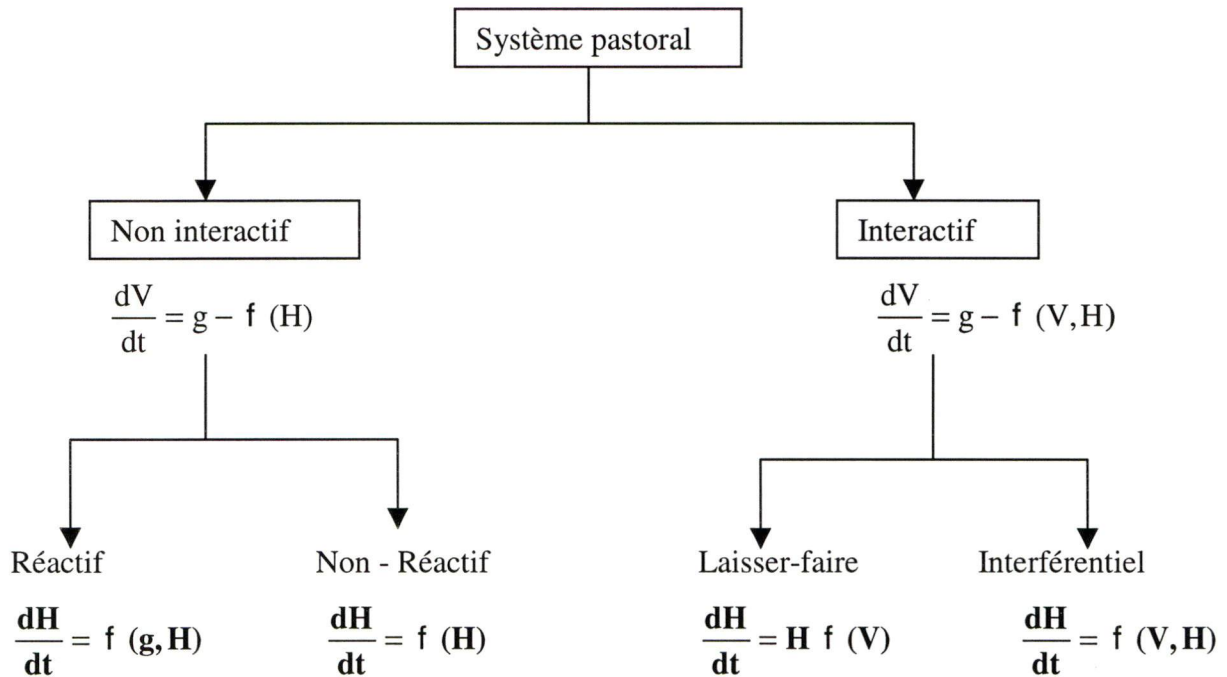 Système pastoral
Non interactif
Interactif
dV/dt = g – f (H)
dV/dt = g – f (V,H)
Réactif
Non - Réactif
Laisser-faire
Interférentiel
dH/dt = f (g,H)
dH/dt = f (H)
dH/dt = H f (V)
dH/dt = f (V,H)